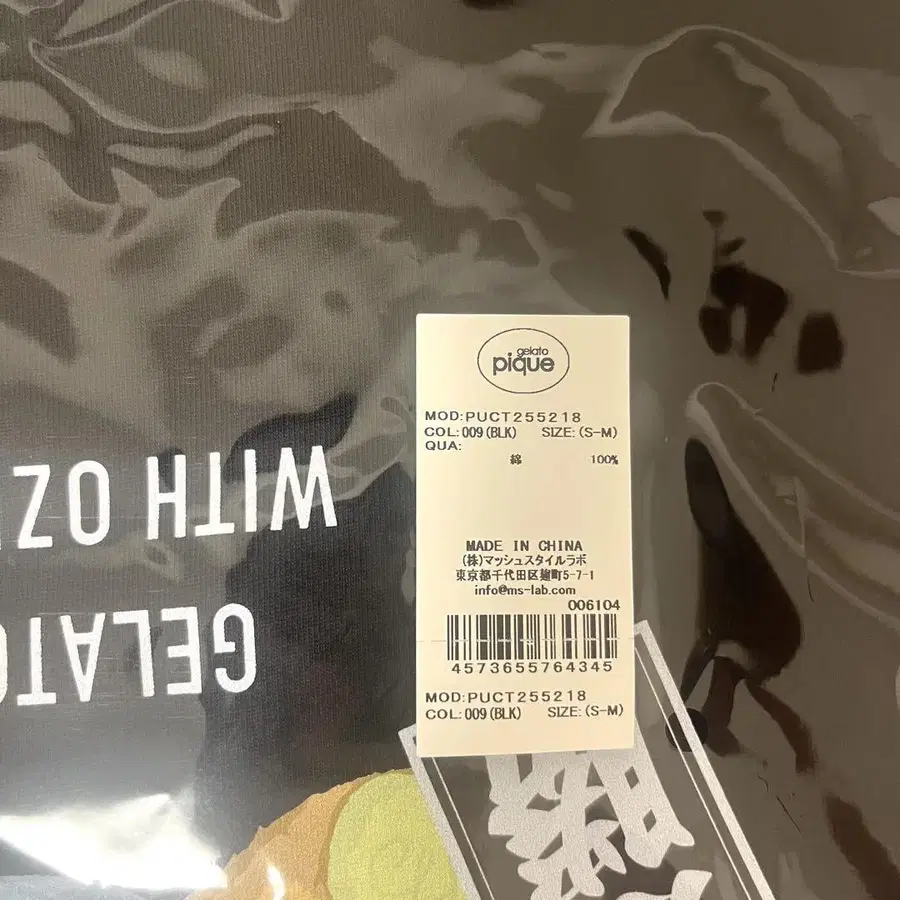 gelato
pique
MOD:PUCT255218
COL:009(BLK) SIZE:(S-M)
QUA:
綿 100%
MADE IN CHINA
(株)マッシュスタイルラボ
東京都千代田区麹町5-7-1
info@ms-lab.com
006104
4573655764345
MOD:PUCT255218
COL:009(BLK) SIZE:(S-M)
GELATO
WITH OZ
勝